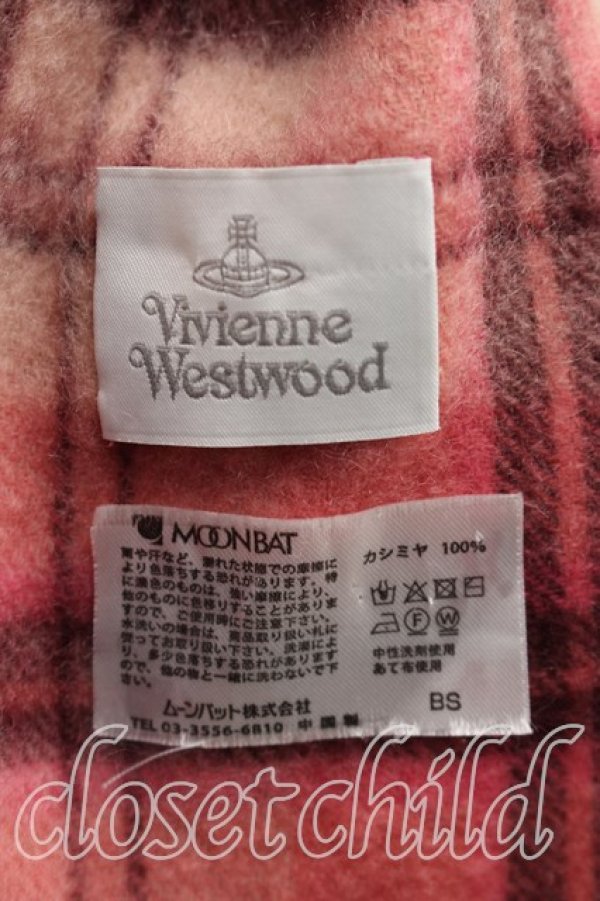 Vivienne
Westwood
MOONBAT
雨や汗など、濡れた状態での摩擦に
より色落ちする恐れがあります。特
に濃色のものは、強い摩擦により、
他のものに色移りすることがありま
すので、ご使用時にご注意下さい。
水洗いの場合は、商品取り扱い札に
従ってお取り扱い下さい。洗濯によ
り、多少色落ちする恐れがあります
ので、他の物と一緒に洗わないで下
さい。
ムーンバット株式会社
TEL 03-3556-6810 中国製
カシミヤ 100%
F W
中性洗剤使用
あて布使用
BS
closet child